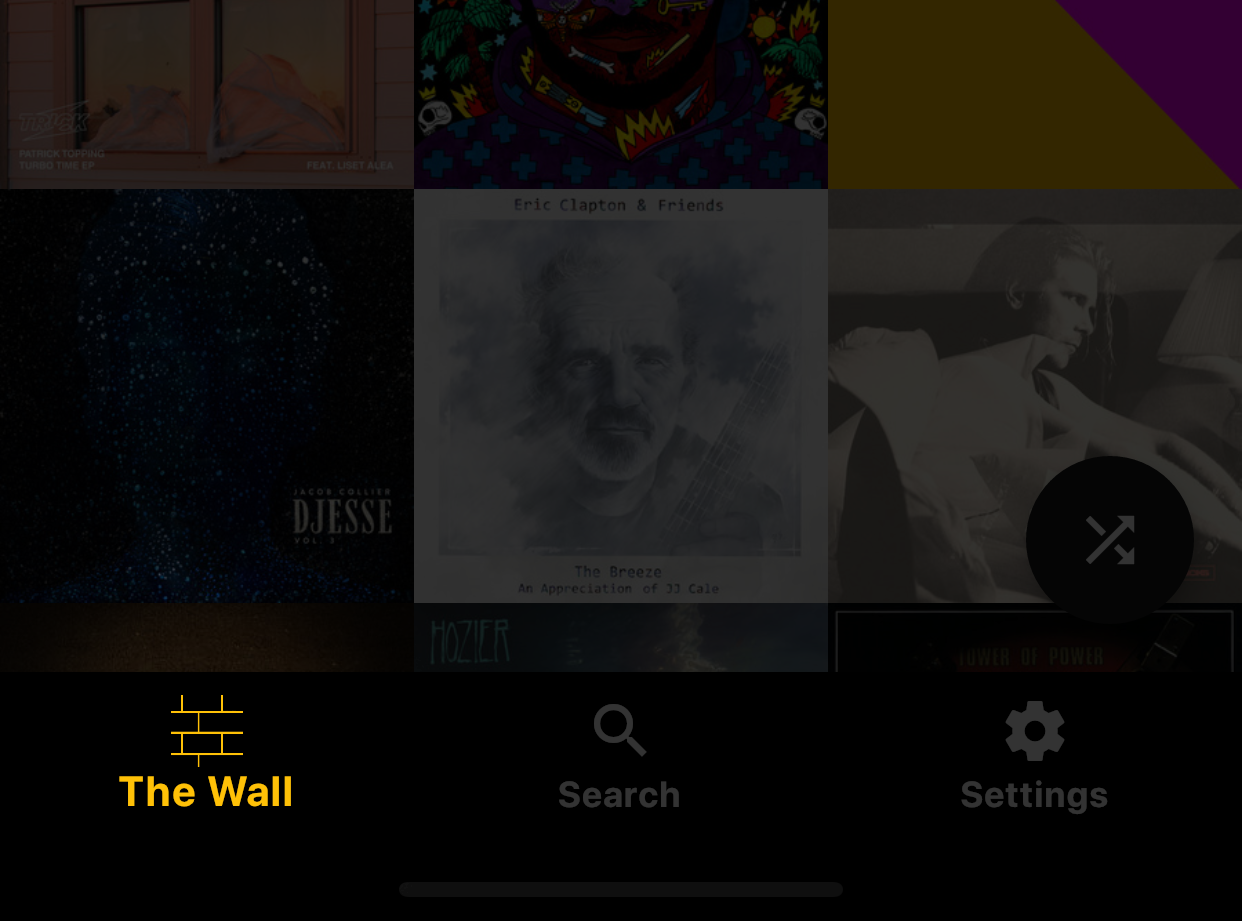 TRICK
PATRICK TOPPING
TURBO TIME EP
FEAT. LISET ALEA
Eric Clapton & Friends
JACOB COLLIER
DJESSE
VOL. 3
The Breeze
An Appreciation of JJ Cale
HOZIER
TOWER OF POWER
The Wall
Search
Settings